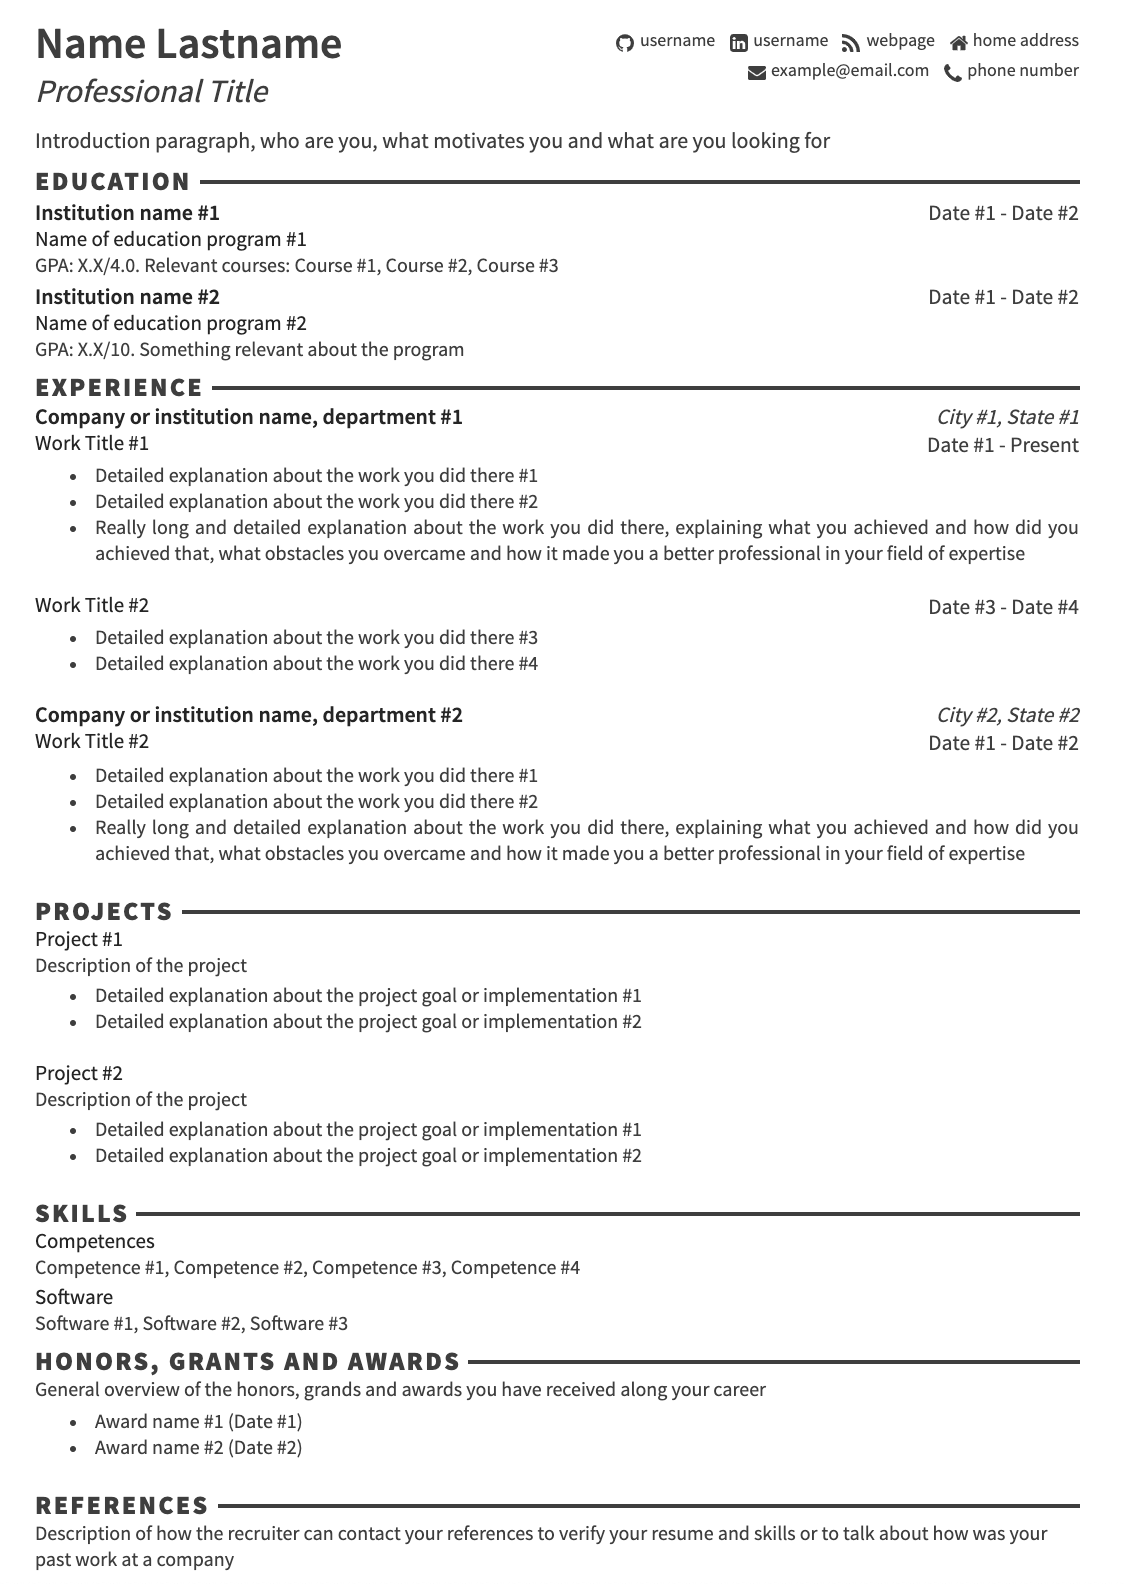 Name Lastname
Professional Title
username username webpage home address
example@email.com phone number
Introduction paragraph, who are you, what motivates you and what are you looking for
EDUCATION
Institution name #1 Date #1 - Date #2
Name of education program #1
GPA: X.X/4.0. Relevant courses: Course #1, Course #2, Course #3
Institution name #2 Date #1 - Date #2
Name of education program #2
GPA: X.X/10. Something relevant about the program
EXPERIENCE
Company or institution name, department #1 City #1, State #1
Work Title #1 Date #1 - Present
• Detailed explanation about the work you did there #1
• Detailed explanation about the work you did there #2
• Really long and detailed explanation about the work you did there, explaining what you achieved and how did you
achieved that, what obstacles you overcame and how it made you a better professional in your field of expertise
Work Title #2 Date #3 - Date #4
• Detailed explanation about the work you did there #3
• Detailed explanation about the work you did there #4
Company or institution name, department #2 City #2, State #2
Work Title #2 Date #1 - Date #2
• Detailed explanation about the work you did there #1
• Detailed explanation about the work you did there #2
• Really long and detailed explanation about the work you did there, explaining what you achieved and how did you
achieved that, what obstacles you overcame and how it made you a better professional in your field of expertise
PROJECTS
Project #1
Description of the project
• Detailed explanation about the project goal or implementation #1
• Detailed explanation about the project goal or implementation #2
Project #2
Description of the project
• Detailed explanation about the project goal or implementation #1
• Detailed explanation about the project goal or implementation #2
SKILLS
Competences
Competence #1, Competence #2, Competence #3, Competence #4
Software
Software #1, Software #2, Software #3
HONORS, GRANTS AND AWARDS
General overview of the honors, grands and awards you have received along your career
• Award name #1 (Date #1)
• Award name #2 (Date #2)
REFERENCES
Description of how the recruiter can contact your references to verify your resume and skills or to talk about how was your
past work at a company